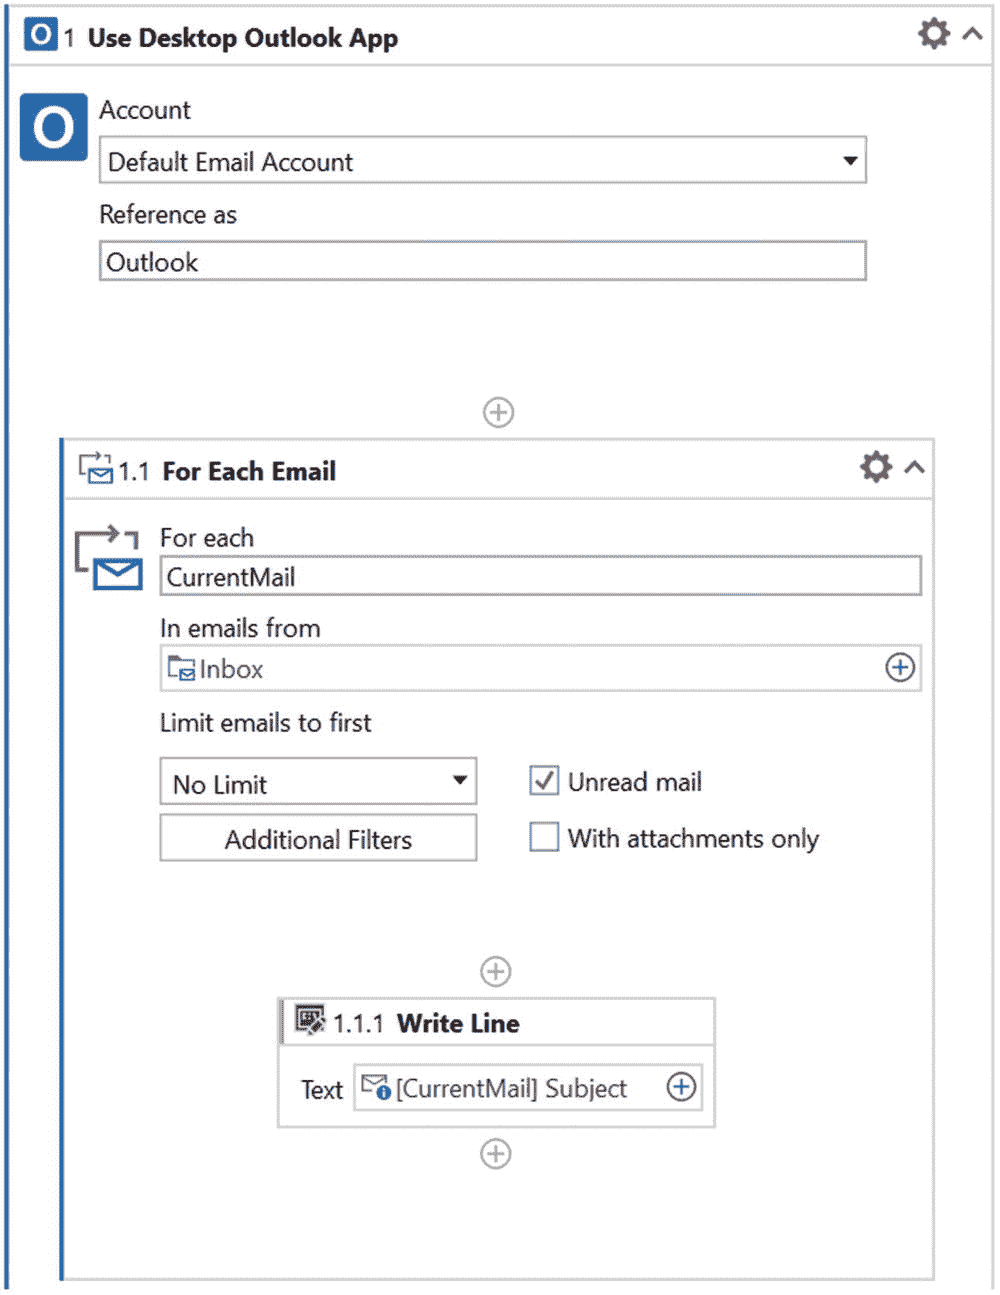 1 Use Desktop Outlook App
Account
Default Email Account
Reference as
Outlook
1.1 For Each Email
For each
CurrentMail
In emails from
Inbox
Limit emails to first
No Limit
Unread mail
Additional Filters
With attachments only
1.1.1 Write Line
Text [CurrentMail] Subject